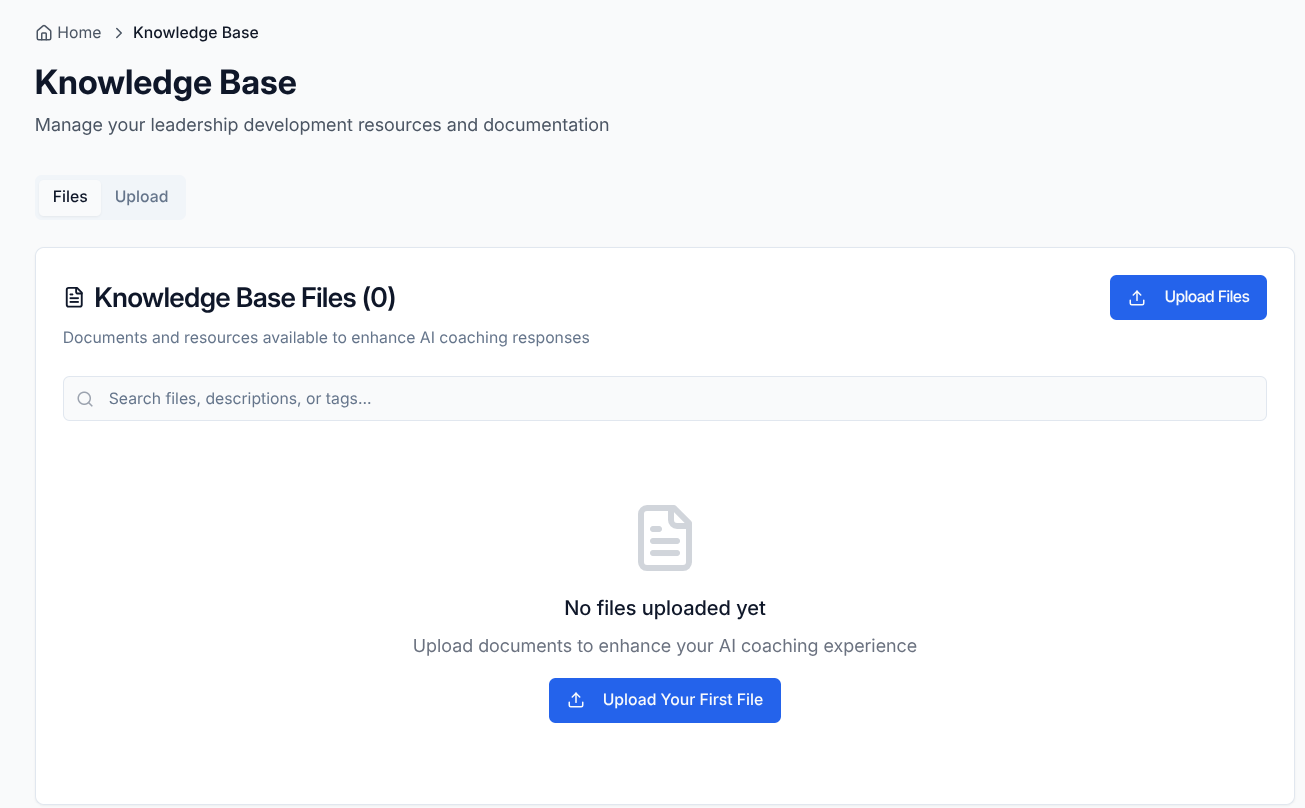 Home > Knowledge Base
Knowledge Base
Manage your leadership development resources and documentation
Files Upload
Knowledge Base Files (0)
Upload Files
Documents and resources available to enhance AI coaching responses
Search files, descriptions, or tags...
No files uploaded yet
Upload documents to enhance your AI coaching experience
Upload Your First File